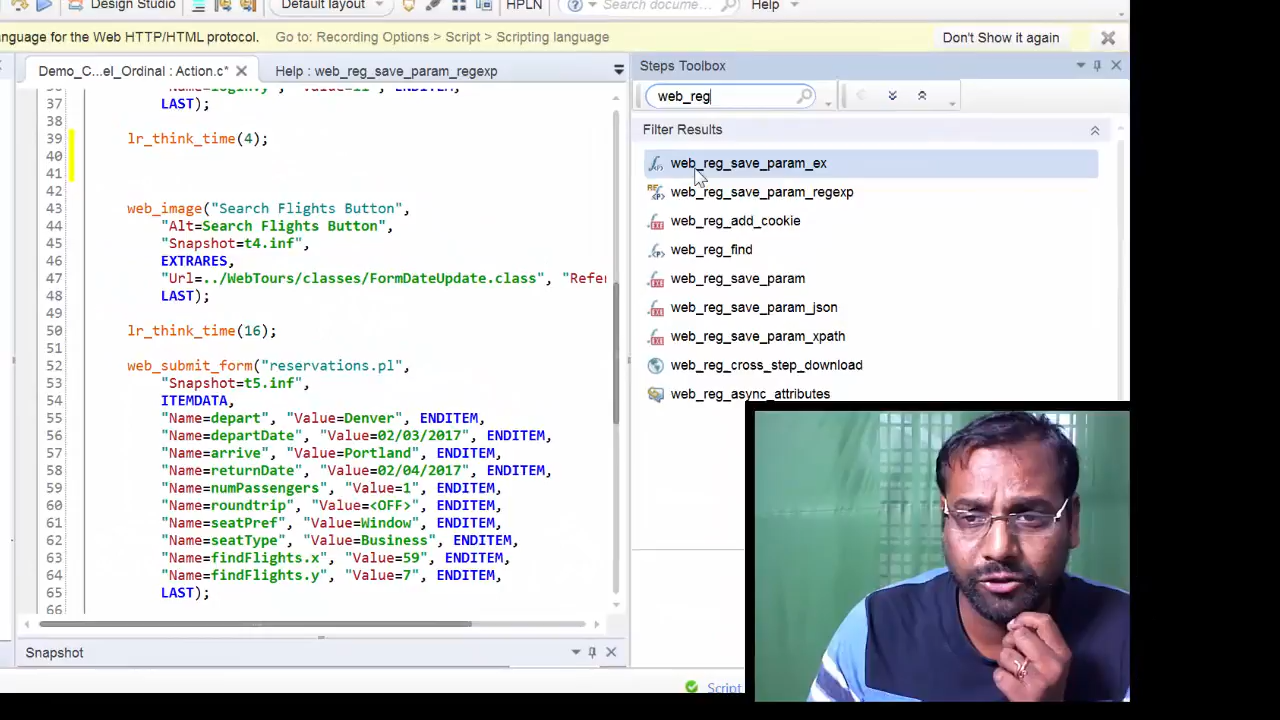 Design Studio
Default layout
HPLN
Search docume...
Help
nguage for the Web HTTP/HTML protocol.
Go to: Recording Options > Script > Scripting language
Don't Show it again
Demo_C...el_Ordinal : Action.c*
Help : web_reg_save_param_regexp
Steps Toolbox
web_reg
Filter Results
web_reg_save_param_ex
web_reg_save_param_regexp
web_reg_add_cookie
web_reg_find
web_reg_save_param
web_reg_save_param_json
web_reg_save_param_xpath
web_reg_cross_step_download
web_reg_async_attributes
37 LAST);
38
39 lr_think_time(4);
40
41
42
43 web_image("Search Flights Button",
44 "Alt=Search Flights Button",
45 "Snapshot=t4.inf",
46 EXTRARES,
47 "Url=../WebTours/classes/FormDateUpdate.class", "Refer
48 LAST);
49
50 lr_think_time(16);
51
52 web_submit_form("reservations.pl",
53 "Snapshot=t5.inf",
54 ITEMDATA,
55 "Name=depart", "Value=Denver", ENDITEM,
56 "Name=departDate", "Value=02/03/2017", ENDITEM,
57 "Name=arrive", "Value=Portland", ENDITEM,
58 "Name=returnDate", "Value=02/04/2017", ENDITEM,
59 "Name=numPassengers", "Value=1", ENDITEM,
60 "Name=roundtrip", "Value=<OFF>", ENDITEM,
61 "Name=seatPref", "Value=Window", ENDITEM,
62 "Name=seatType", "Value=Business", ENDITEM,
63 "Name=findFlights.x", "Value=59", ENDITEM,
64 "Name=findFlights.y", "Value=7", ENDITEM,
65 LAST);
66
Snapshot
Script